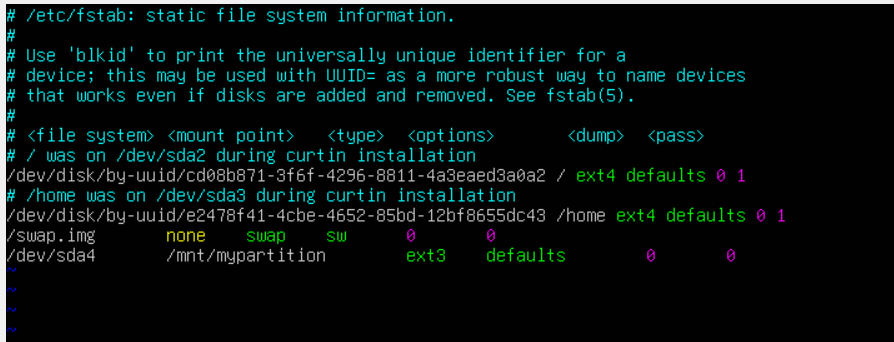 # /etc/fstab: static file system information.
#
# Use 'blkid' to print the universally unique identifier for a
# device; this may be used with UUID= as a more robust way to name devices
# that works even if disks are added and removed. See fstab(5).
#
# <file system> <mount point>   <type>  <options>         <dump>  <pass>
# / was on /dev/sda2 during curtin installation
/dev/disk/by-uuid/cd08b871-3f6f-4296-8811-4a3eaed3a0a2 / ext4 defaults 0 1
# /home was on /dev/sda3 during curtin installation
/dev/disk/by-uuid/e2478f41-4cbe-4652-85bd-12bf8655dc43 /home ext4 defaults 0 1
/swap.img       none    swap    sw      0       0
/dev/sda4       /mnt/mypartition        ext3    defaults        0       0
~
~
~
~